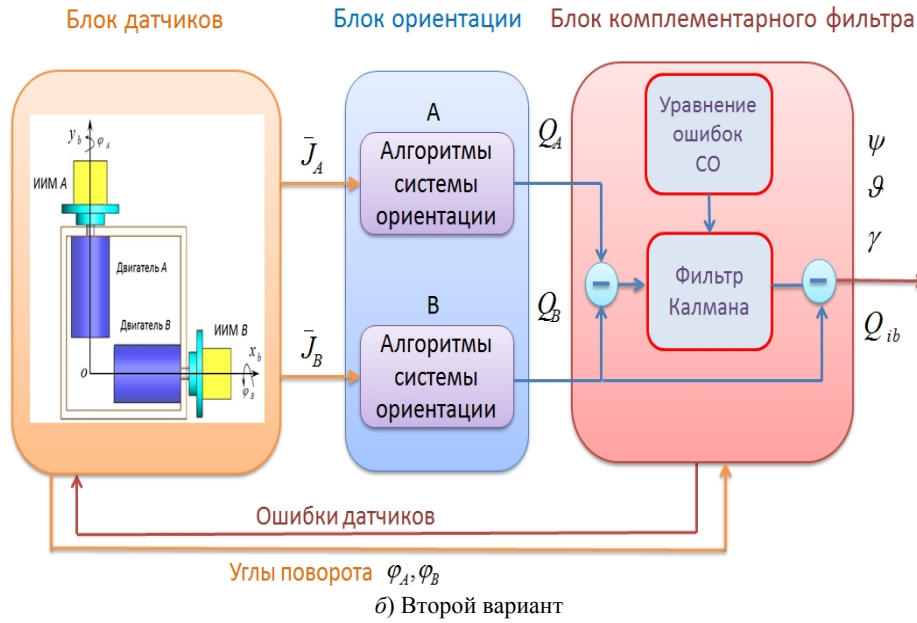 Блок датчиков
Блок ориентации
Блок комплементарного фильтра
y_b
φ_A
ИИМ A
Двигатель A
Двигатель B
ИИМ B
x_b
O
φ_B
J̄_A
J̄_B
A
Алгоритмы
системы
ориентации
B
Алгоритмы
системы
ориентации
Q_A
Q_B
Уравнение
ошибок
СО
Фильтр
Калмана
−
−
ψ
ϑ
γ
Q_ib
Ошибки датчиков
Углы поворота φ_A, φ_B
б) Второй вариант